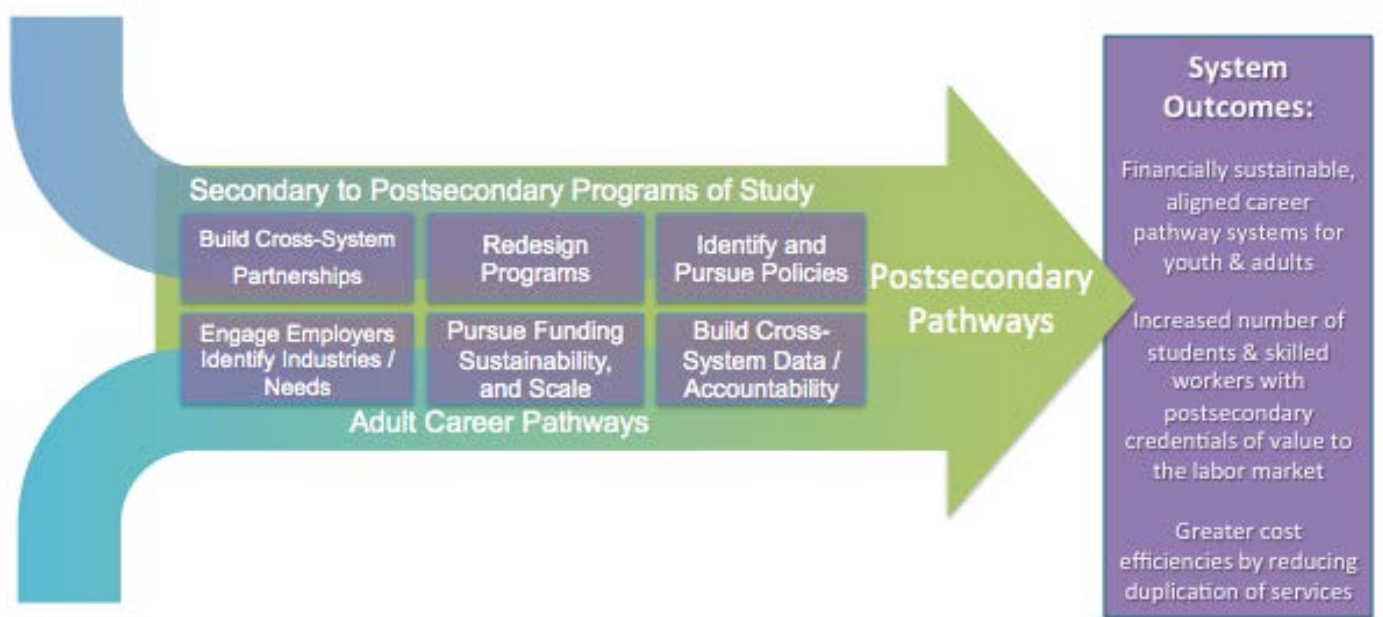 Secondary to Postsecondary Programs of Study
Build Cross-System
Partnerships
Redesign
Programs
Identify and
Pursue Policies
Engage Employers
Identify Industries /
Needs
Pursue Funding
Sustainability,
and Scale
Build Cross-
System Data /
Accountability
Adult Career Pathways
Postsecondary
Pathways
System
Outcomes:
Financially sustainable,
aligned career
pathway systems for
youth & adults
Increased number of
students & skilled
workers with
postsecondary
credentials of value to
the labor market
Greater cost
efficiencies by reducing
duplication of services